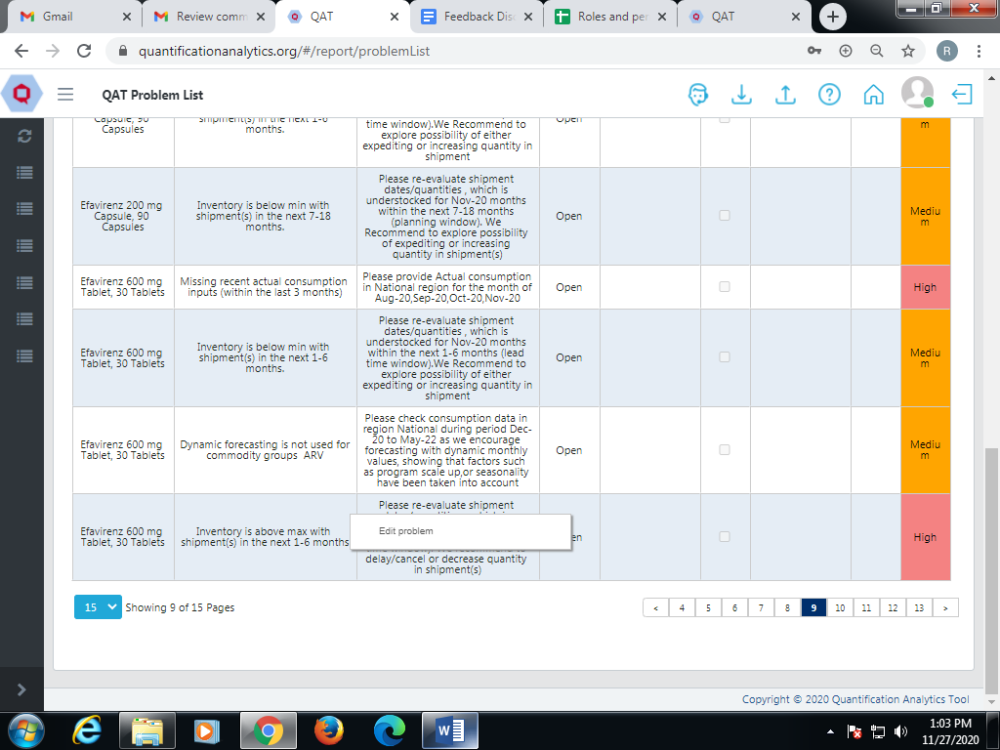 Gmail
Review comm
QAT
Feedback Dis
Roles and per
QAT
quantificationanalytics.org/#/report/problemList
R
QAT Problem List
Capsule, 90
Capsules
shipment(s) in the next 1-6
months.
time window).We Recommend to
explore possibility of either
expediting or increasing quantity in
shipment
Open
m
Efavirenz 200 mg
Capsule, 90
Capsules
Inventory is below min with
shipment(s) in the next 7-18
months.
Please re-evaluate shipment
dates/quantities , which is
understocked for Nov-20 months
within the next 7-18 months
(planning window). We
Recommend to explore possibility
of expediting or increasing
quantity in shipment(s)
Open
Mediu
m
Efavirenz 600 mg
Tablet, 30 Tablets
Missing recent actual consumption
inputs (within the last 3 months)
Please provide Actual consumption
in National region for the month of
Aug-20,Sep-20,Oct-20,Nov-20
Open
High
Efavirenz 600 mg
Tablet, 30 Tablets
Inventory is below min with
shipment(s) in the next 1-6
months.
Please re-evaluate shipment
dates/quantities , which is
understocked for Nov-20 months
within the next 1-6 months (lead
time window).We Recommend to
explore possibility of either
expediting or increasing quantity in
shipment
Open
Mediu
m
Efavirenz 600 mg
Tablet, 30 Tablets
Dynamic forecasting is not used for
commodity groups  ARV
Please check consumption data in
region National during period Dec-
20 to May-22 as we encourage
forecasting with dynamic monthly
values, showing that factors such
as program scale up,or seasonality
have been taken into account
Open
Mediu
m
Efavirenz 600 mg
Tablet, 30 Tablets
Inventory is above max with
shipment(s) in the next 1-6 months
Please re-evaluate shipment
Edit problem
en
delay/cancel or decrease quantity
in shipment(s)
High
15 Showing 9 of 15 Pages
< 4 5 6 7 8 9 10 11 12 13 >
Copyright © 2020 Quantification Analytics Tool
1:03 PM
11/27/2020